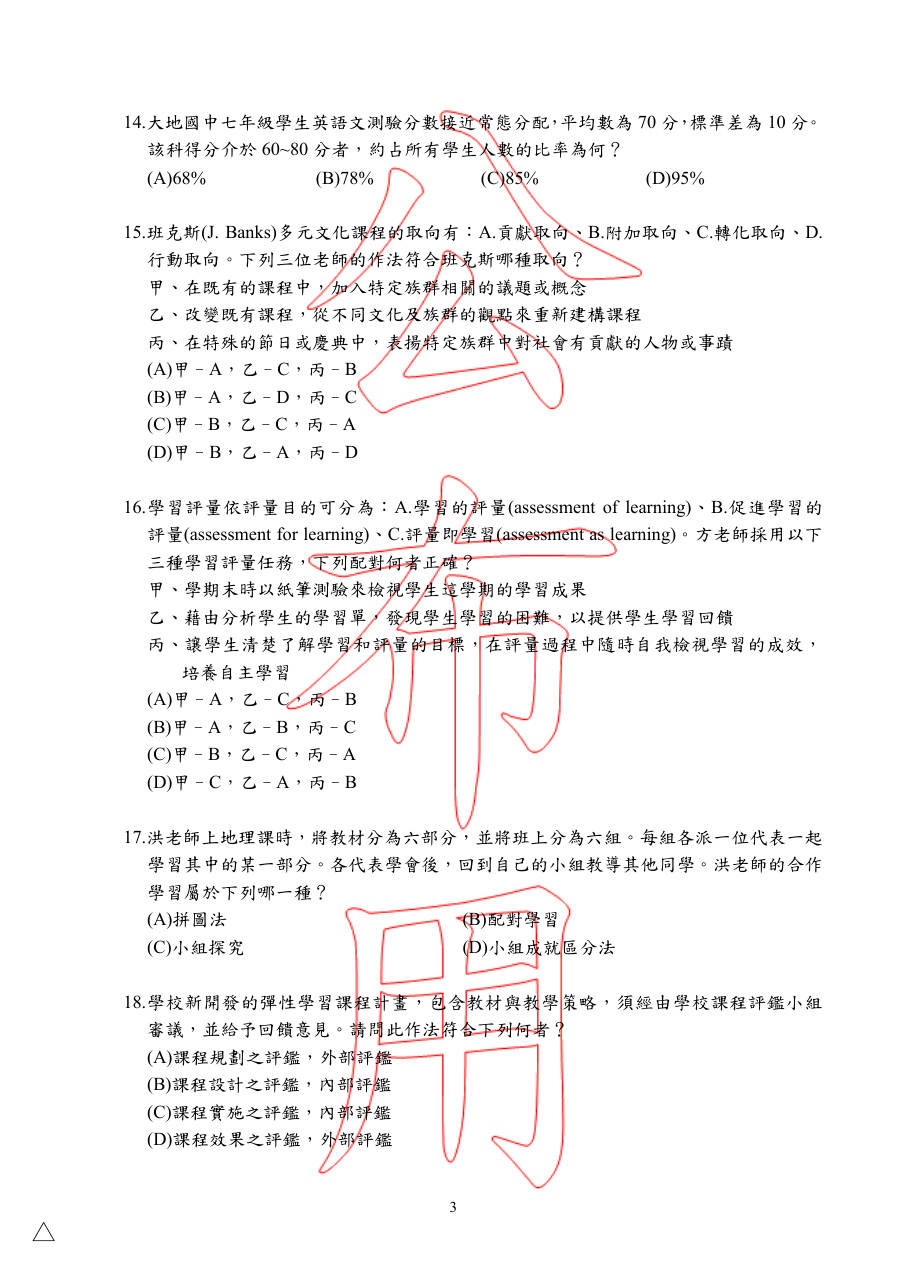 14.大地國中七年級學生英語文測驗分數接近常態分配，平均數為 70 分，標準差為 10 分。
該科得分介於 60~80 分者，約占所有學生人數的比率為何？
(A)68% (B)78% (C)85% (D)95%
15.班克斯(J. Banks)多元文化課程的取向有：A.貢獻取向、B.附加取向、C.轉化取向、D.
行動取向。下列三位老師的作法符合班克斯哪種取向？
甲、在既有的課程中，加入特定族群相關的議題或概念
乙、改變既有課程，從不同文化及族群的觀點來重新建構課程
丙、在特殊的節日或慶典中，表揚特定族群中對社會有貢獻的人物或事蹟
(A)甲–A，乙–C，丙–B
(B)甲–A，乙–D，丙–C
(C)甲–B，乙–C，丙–A
(D)甲–B，乙–A，丙–D
16.學習評量依評量目的可分為：A.學習的評量(assessment of learning)、B.促進學習的
評量(assessment for learning)、C.評量即學習(assessment as learning)。方老師採用以下
三種學習評量任務，下列配對何者正確？
甲、學期末時以紙筆測驗來檢視學生這學期的學習成果
乙、藉由分析學生的學習單，發現學生學習的困難，以提供學生學習回饋
丙、讓學生清楚了解學習和評量的目標，在評量過程中隨時自我檢視學習的成效，
培養自主學習
(A)甲–A，乙–C，丙–B
(B)甲–A，乙–B，丙–C
(C)甲–B，乙–C，丙–A
(D)甲–C，乙–A，丙–B
17.洪老師上地理課時，將教材分為六部分，並將班上分為六組。每組各派一位代表一起
學習其中的某一部分。各代表學會後，回到自己的小組教導其他同學。洪老師的合作
學習屬於下列哪一種？
(A)拼圖法 (B)配對學習
(C)小組探究 (D)小組成就區分法
18.學校新開發的彈性學習課程計畫，包含教材與教學策略，須經由學校課程評鑑小組
審議，並給予回饋意見。請問此作法符合下列何者？
(A)課程規劃之評鑑，外部評鑑
(B)課程設計之評鑑，內部評鑑
(C)課程實施之評鑑，內部評鑑
(D)課程效果之評鑑，外部評鑑
3
公布用